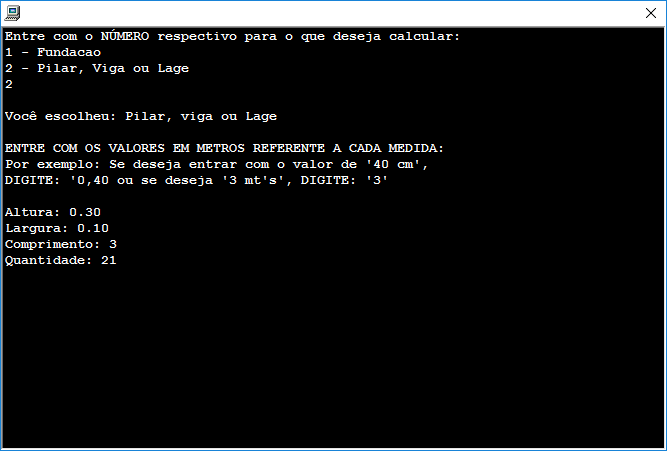 Entre com o NÚMERO respectivo para o que deseja calcular:
1 - Fundacao
2 - Pilar, Viga ou Lage
2
Você escolheu: Pilar, viga ou Lage
ENTRE COM OS VALORES EM METROS REFERENTE A CADA MEDIDA:
Por exemplo: Se deseja entrar com o valor de '40 cm',
DIGITE: '0,40 ou se deseja '3 mt's', DIGITE: '3'
Altura: 0.30
Largura: 0.10
Comprimento: 3
Quantidade: 21